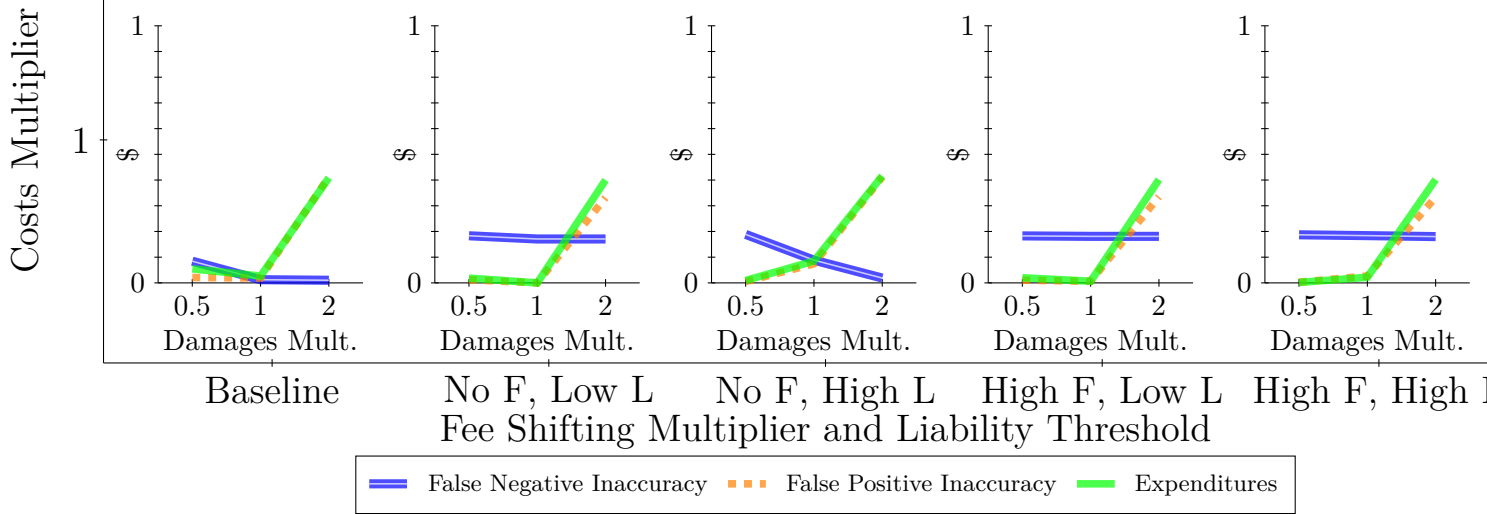 Costs Multiplier
1
1
$
0
0.5 1 2
Damages Mult.
1
$
0
0.5 1 2
Damages Mult.
1
$
0
0.5 1 2
Damages Mult.
1
$
0
0.5 1 2
Damages Mult.
1
$
0
0.5 1 2
Damages Mult.
Baseline
No F, Low L
No F, High L
High F, Low L
High F, High L
Fee Shifting Multiplier and Liability Threshold
False Negative Inaccuracy
False Positive Inaccuracy
Expenditures